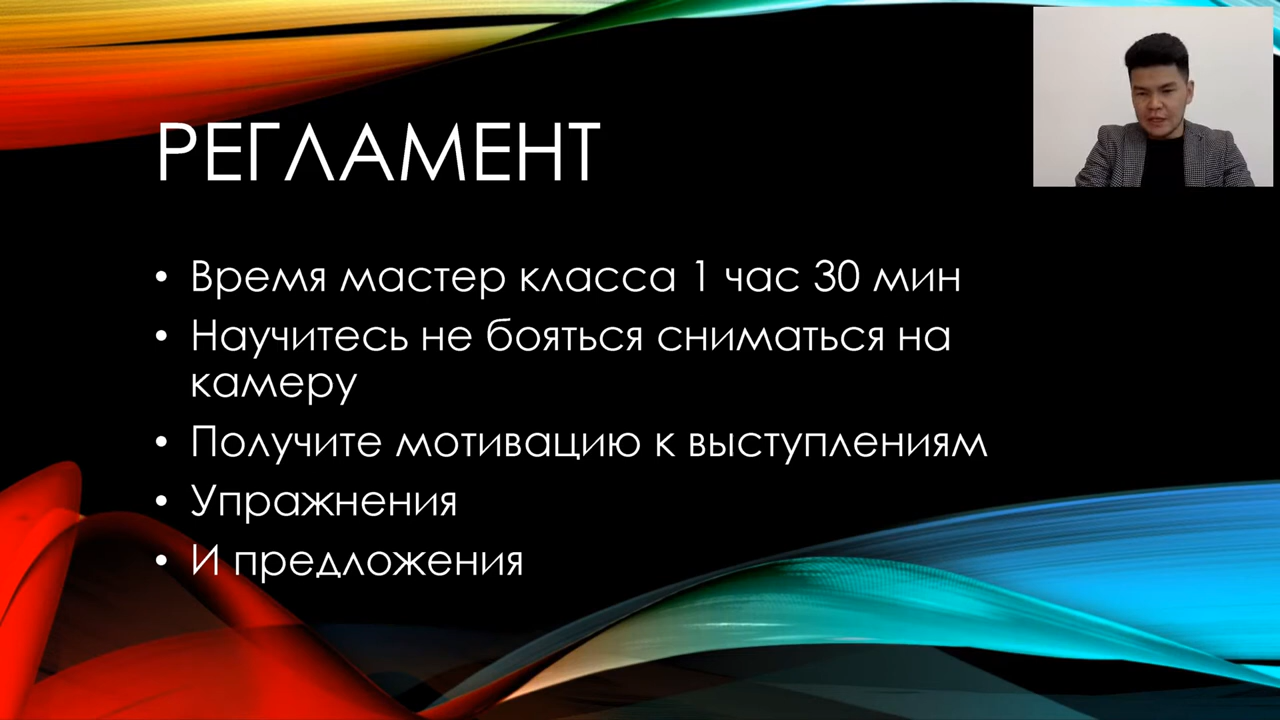 РЕГЛАМЕНТ
• Время мастер класса 1 час 30 мин
• Научитесь не бояться сниматься на
камеру
• Получите мотивацию к выступлениям
• Упражнения
• И предложения